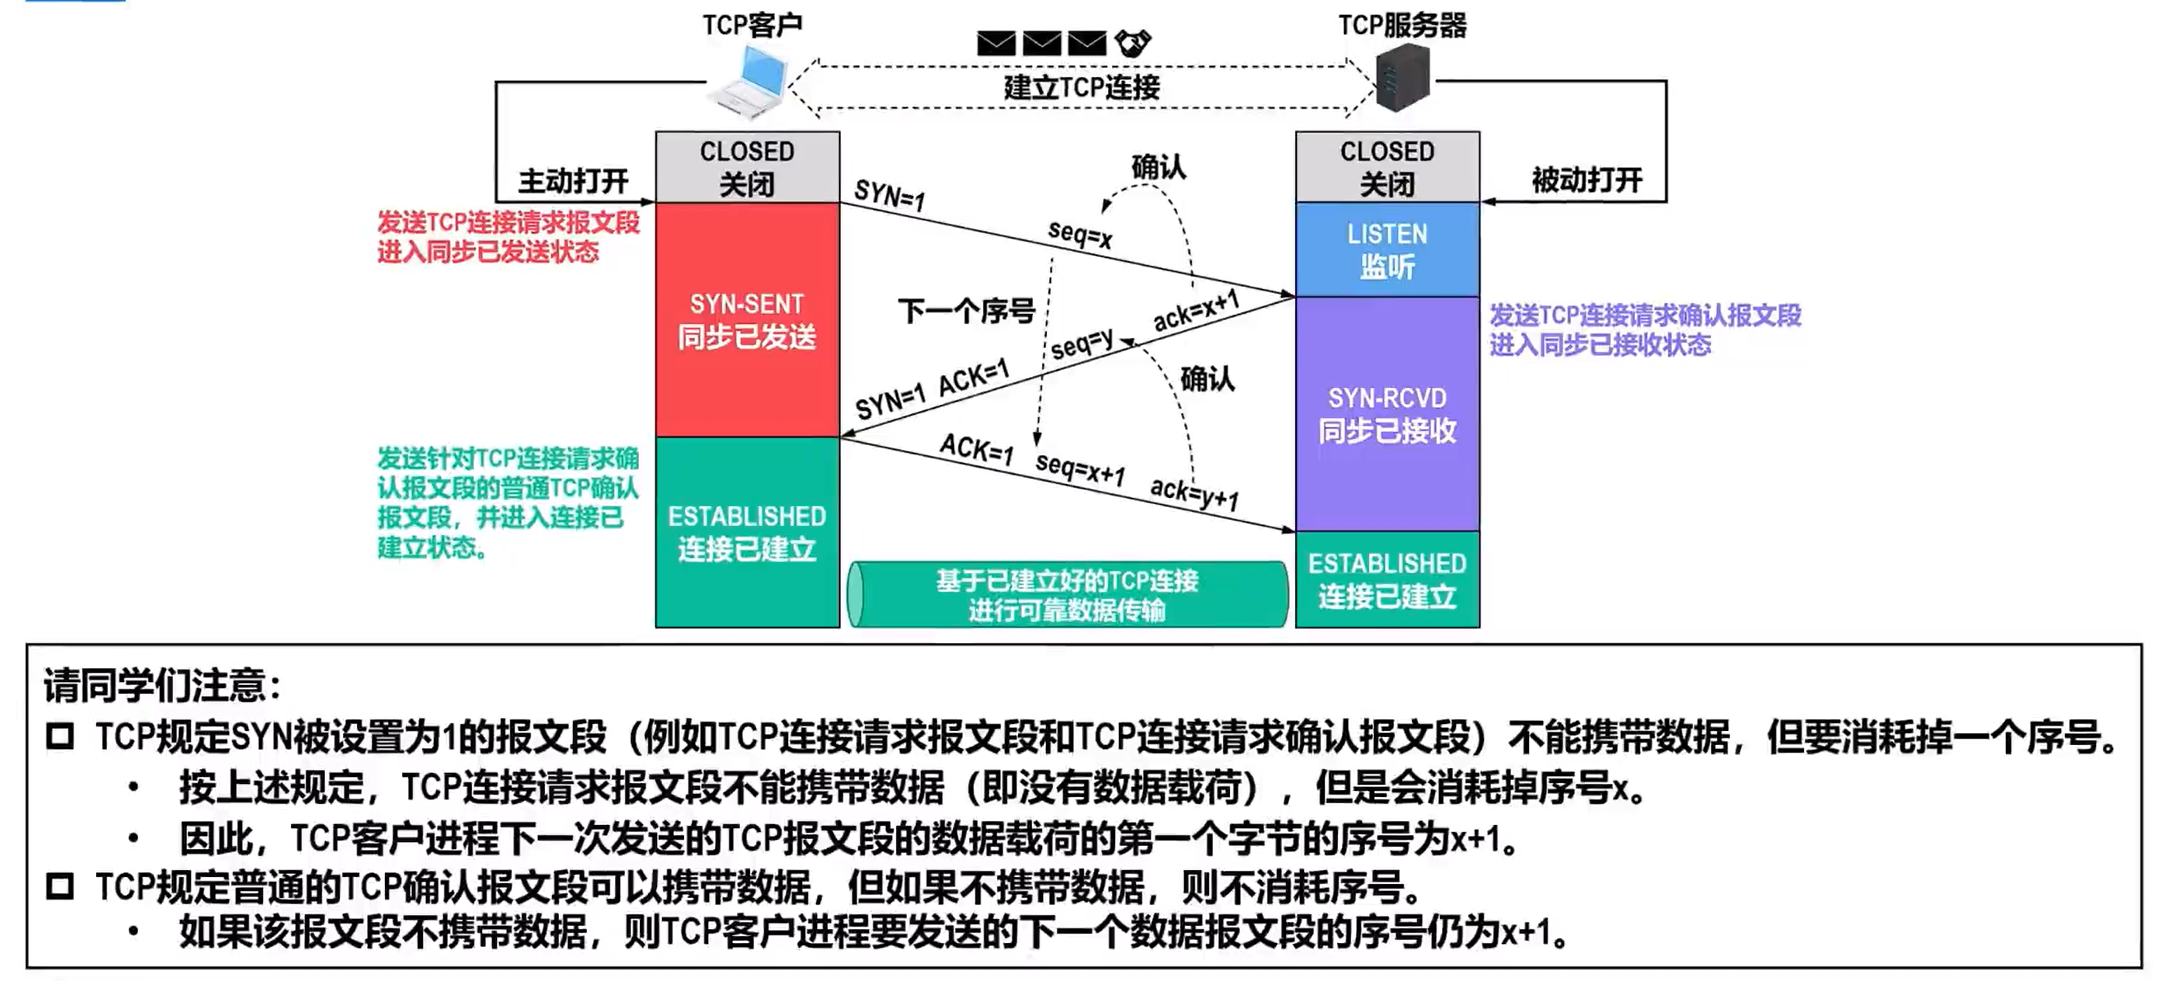 TCP客户
TCP服务器
建立TCP连接
主动打开
CLOSED
关闭
SYN=1
seq=x
确认
CLOSED
关闭
被动打开
发送TCP连接请求报文段
进入同步已发送状态
LISTEN
监听
SYN-SENT
同步已发送
下一个序号
SYN=1 ACK=1
seq=y
ack=x+1
确认
发送TCP连接请求确认报文段
进入同步已接收状态
SYN-RCVD
同步已接收
ACK=1
seq=x+1
ack=y+1
发送针对TCP连接请求确
认报文段的普通TCP确认
报文段，并进入连接已
建立状态。
ESTABLISHED
连接已建立
基于已建立好的TCP连接
进行可靠数据传输
ESTABLISHED
连接已建立
请同学们注意：
TCP规定SYN被设置为1的报文段（例如TCP连接请求报文段和TCP连接请求确认报文段）不能携带数据，但要消耗掉一个序号。
• 按上述规定，TCP连接请求报文段不能携带数据（即没有数据载荷），但是会消耗掉序号x。
• 因此，TCP客户进程下一次发送的TCP报文段的数据载荷的第一个字节的序号为x+1。
TCP规定普通的TCP确认报文段可以携带数据，但如果不携带数据，则不消耗序号。
• 如果该报文段不携带数据，则TCP客户进程要发送的下一个数据报文段的序号仍为x+1。